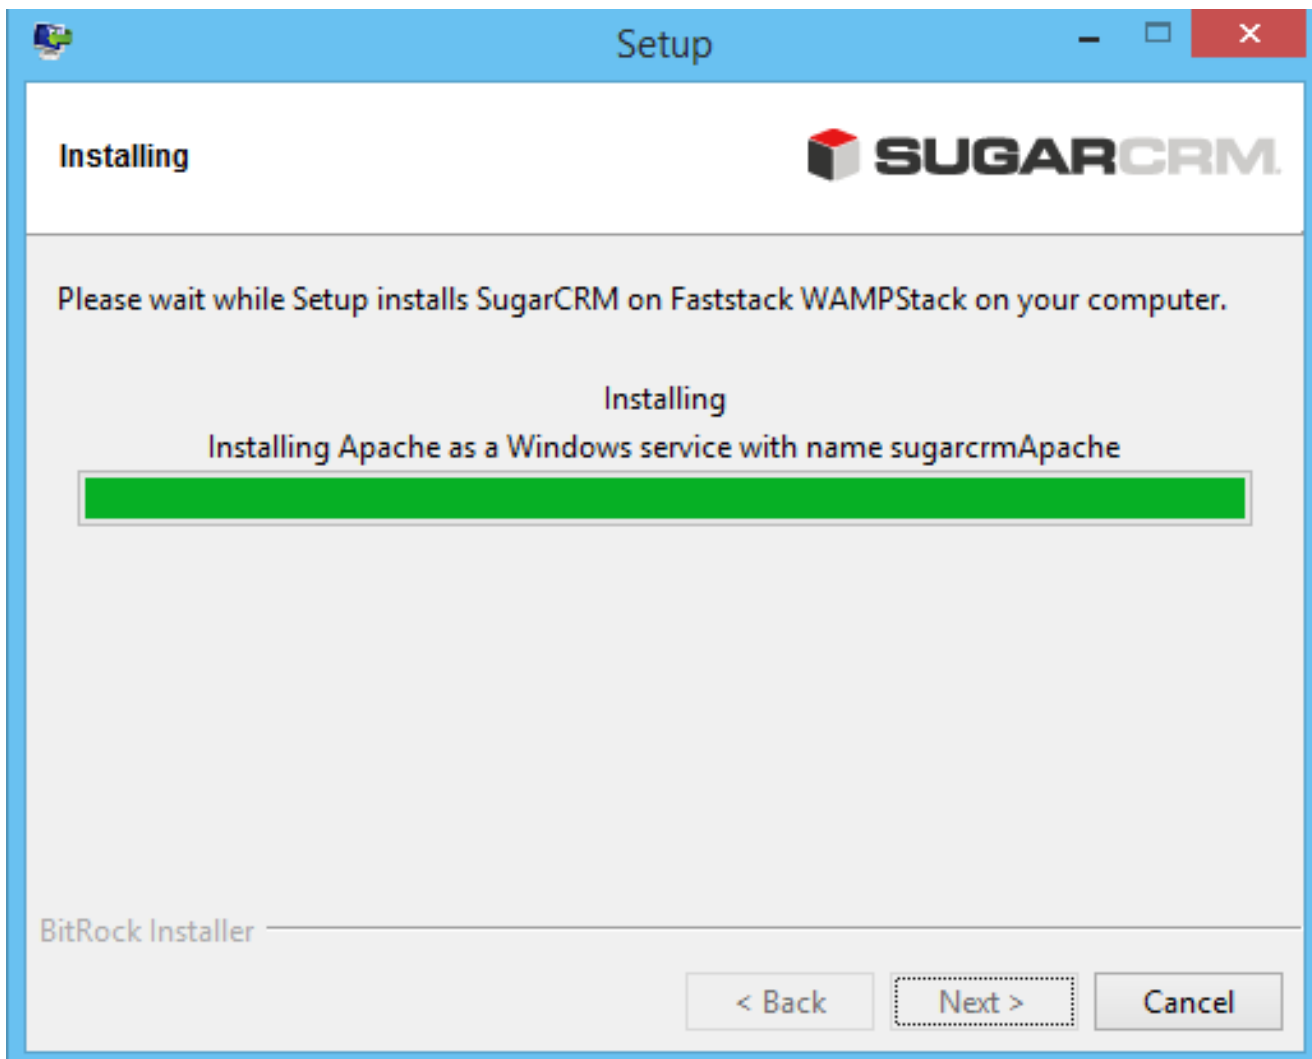 Setup
Installing
SUGARCRM.
Please wait while Setup installs SugarCRM on Faststack WAMPStack on your computer.
Installing
Installing Apache as a Windows service with name sugarcrmApache
BitRock Installer
< Back
Next >
Cancel